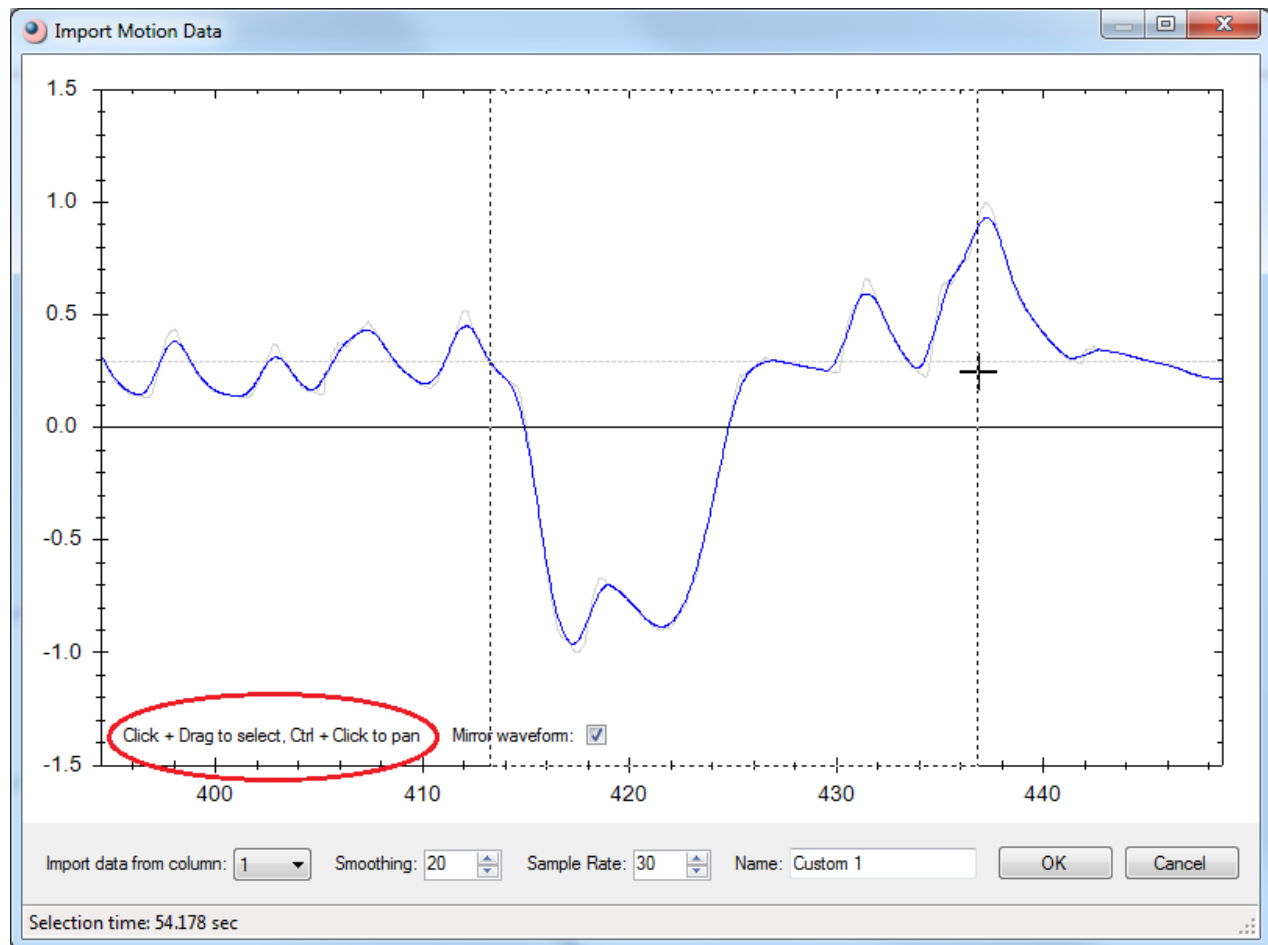 Import Motion Data
1.5
1.0
0.5
0.0
-0.5
-1.0
-1.5
Click + Drag to select, Ctrl + Click to pan Mirror waveform:
400 410 420 430 440
Import data from column: 1 Smoothing: 20 Sample Rate: 30 Name: Custom 1 OK Cancel
Selection time: 54.178 sec